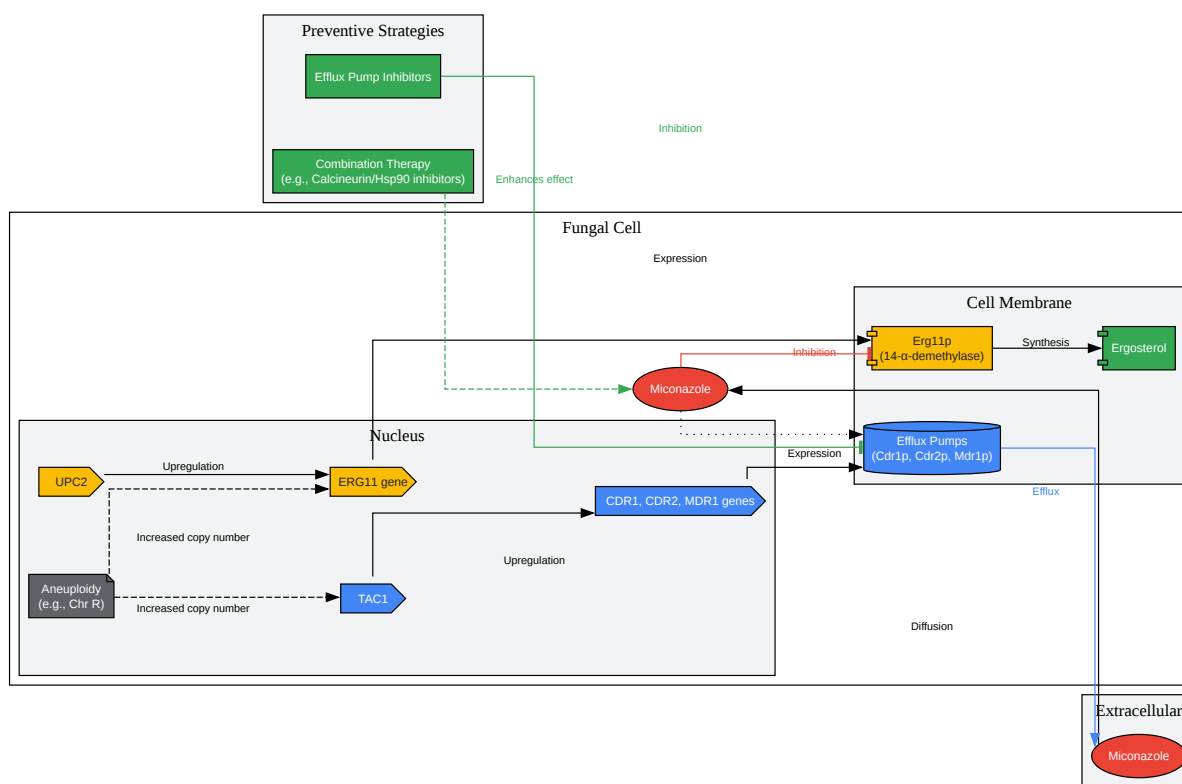 Preventive Strategies
Efflux Pump Inhibitors
Inhibition
Combination Therapy
(e.g., Calcineurin/Hsp90 inhibitors)
Enhances effect
Fungal Cell
Expression
Cell Membrane
Erg11p
(14-α-demethylase)
Synthesis
Ergosterol
Inhibition
Miconazole
Nucleus
Efflux Pumps
(Cdr1p, Cdr2p, Mdr1p)
Expression
UPC2
Upregulation
ERG11 gene
CDR1, CDR2, MDR1 genes
Efflux
Increased copy number
Upregulation
Aneuploidy
(e.g., Chr R)
Increased copy number
TAC1
Diffusion
Extracellular
Miconazole